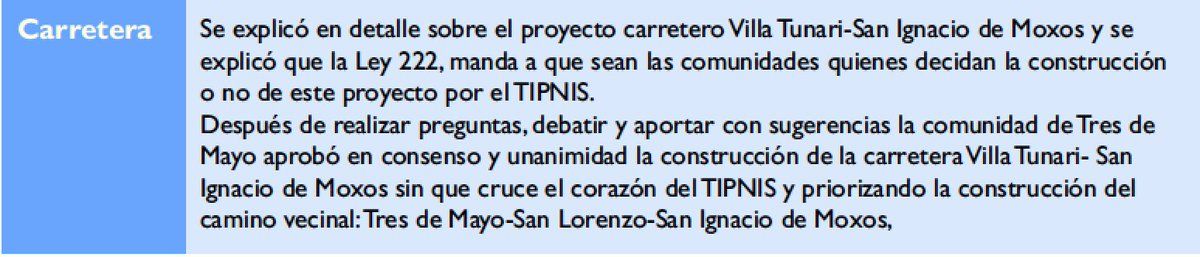 Carretera
Se explicó en detalle sobre el proyecto carretero Villa Tunari-San Ignacio de Moxos y se
explicó que la Ley 222, manda a que sean las comunidades quienes decidan la construcción
o no de este proyecto por el TIPNIS.
Después de realizar preguntas, debatir y aportar con sugerencias la comunidad de Tres de
Mayo aprobó en consenso y unanimidad la construcción de la carretera Villa Tunari- San
Ignacio de Moxos sin que cruce el corazón del TIPNIS y priorizando la construcción del
camino vecinal: Tres de Mayo-San Lorenzo-San Ignacio de Moxos,